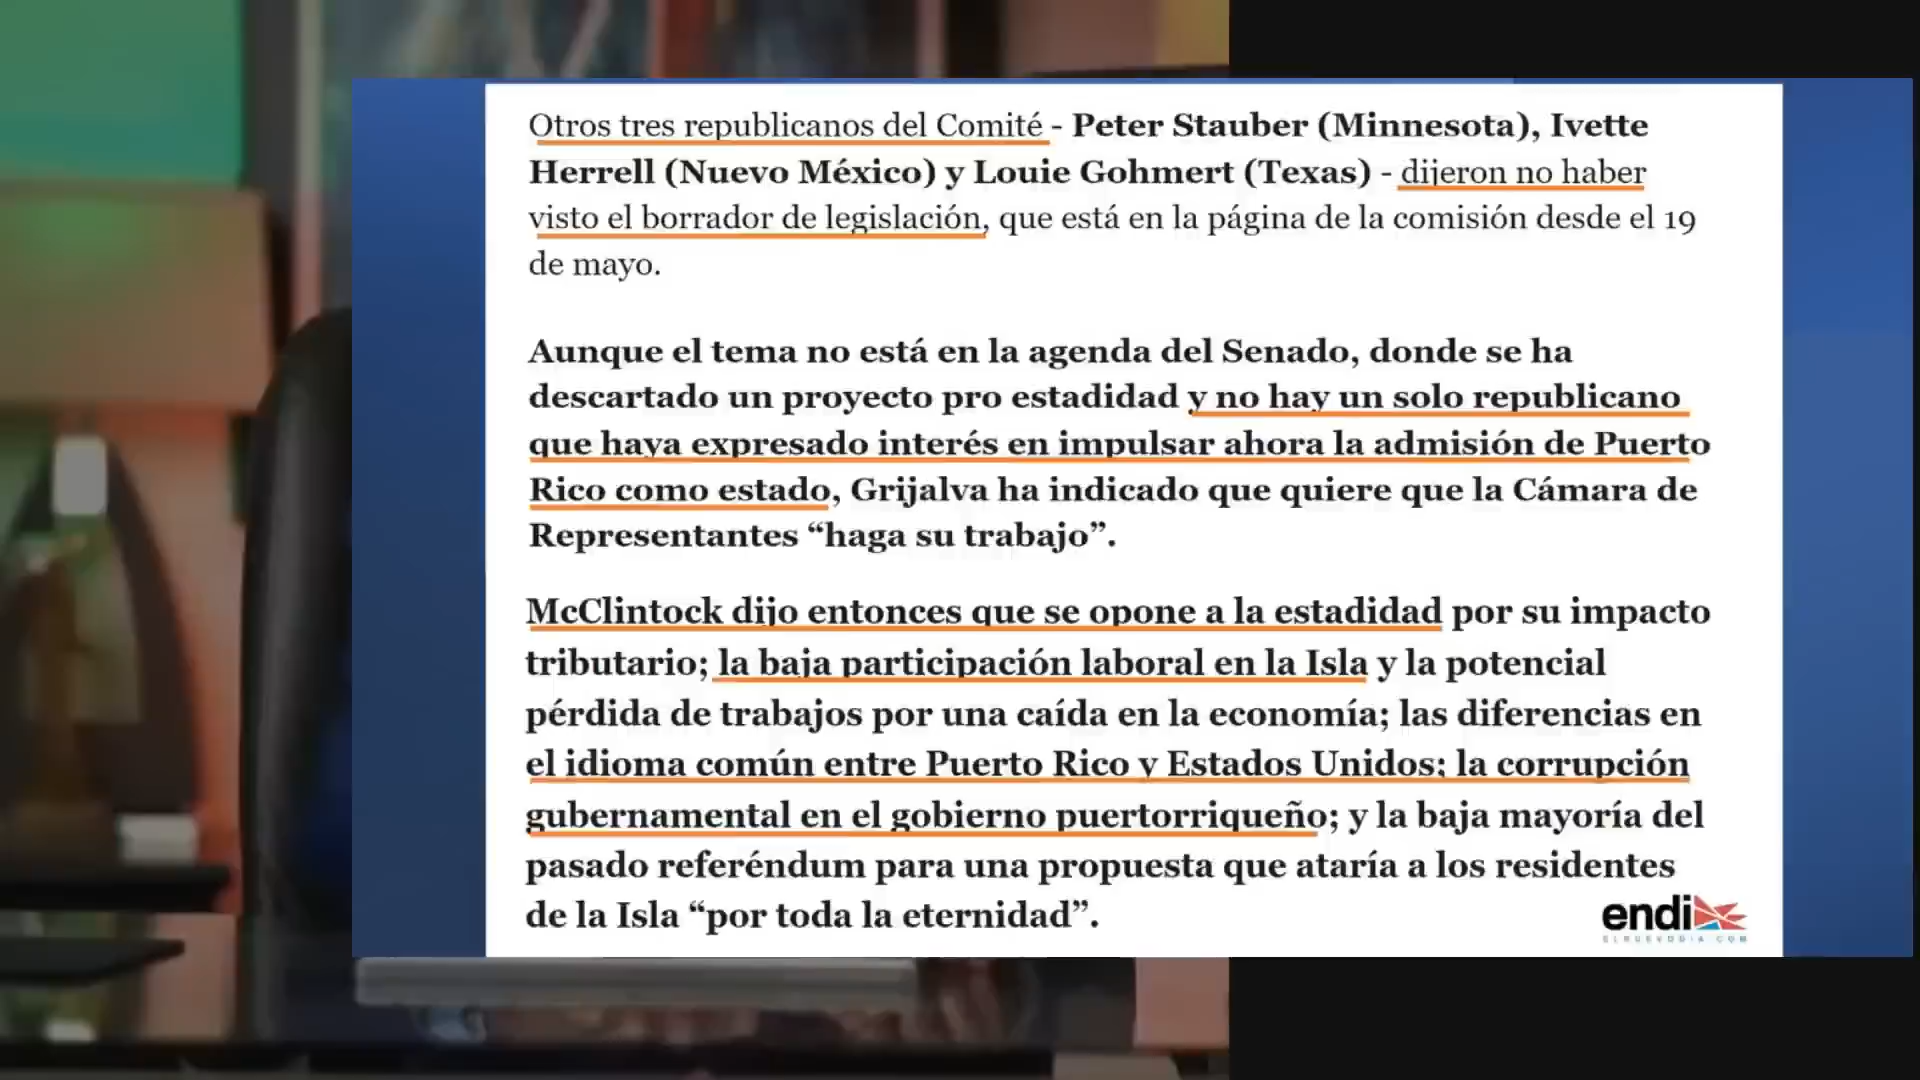 Otros tres republicanos del Comité - Peter Stauber (Minnesota), Ivette
Herrell (Nuevo México) y Louie Gohmert (Texas) - dijeron no haber
visto el borrador de legislación, que está en la página de la comisión desde el 19
de mayo.
Aunque el tema no está en la agenda del Senado, donde se ha
descartado un proyecto pro estadidad y no hay un solo republicano
que haya expresado interés en impulsar ahora la admisión de Puerto
Rico como estado, Grijalva ha indicado que quiere que la Cámara de
Representantes “haga su trabajo”.
McClintock dijo entonces que se opone a la estadidad por su impacto
tributario; la baja participación laboral en la Isla y la potencial
pérdida de trabajos por una caída en la economía; las diferencias en
el idioma común entre Puerto Rico y Estados Unidos; la corrupción
gubernamental en el gobierno puertorriqueño; y la baja mayoría del
pasado referéndum para una propuesta que ataría a los residentes
de la Isla “por toda la eternidad”.
endi
ELNUEVODIA.COM